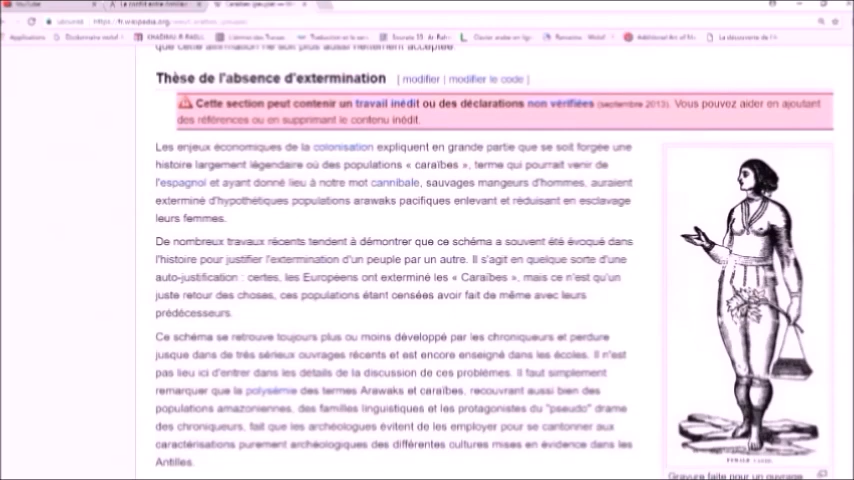 YouTube
que cette affirmation ne soit plus aussi nettement acceptée
Thèse de l'absence d'extermination [ modifier | modifier le code ]
Cette section peut contenir un travail inédit ou des déclarations non vérifiées (septembre 2013). Vous pouvez aider en ajoutant
des références ou en supprimant le contenu inédit.
Les enjeux économiques de la colonisation expliquent en grande partie que se soit forgée une
histoire largement légendaire où des populations « caraïbes », terme qui pourrait venir de
l'espagnol et ayant donné lieu à notre mot cannibale, sauvages mangeurs d'hommes, auraient
exterminé d'hypothétiques populations arawaks pacifiques enlevant et réduisant en esclavage
leurs femmes.
De nombreux travaux récents tendent à démontrer que ce schéma a souvent été évoqué dans
l'histoire pour justifier l'extermination d'un peuple par un autre. Il s'agit en quelque sorte d'une
auto-justification : certes, les Européens ont exterminé les « Caraïbes », mais ce n'est qu'un
juste retour des choses, ces populations étant censées avoir fait de même avec leurs
prédécesseurs.
Ce schéma se retrouve toujours plus ou moins développé par les chroniqueurs et perdure
jusque dans de très sérieux ouvrages récents et est encore enseigné dans les écoles. Il n'est
pas lieu ici d'entrer dans les détails de la discussion de ces problèmes. Il faut simplement
remarquer que la polysémie des termes Arawaks et caraïbes, recouvrant aussi bien des
populations amazoniennes, des familles linguistiques et les protagonistes du "pseudo" drame
des chroniqueurs, fait que les archéologues évitent de les employer pour se cantonner aux
caractérisations purement archéologiques des différentes cultures mises en évidence dans les
Antilles.
Gravure faite pour un ouvrage